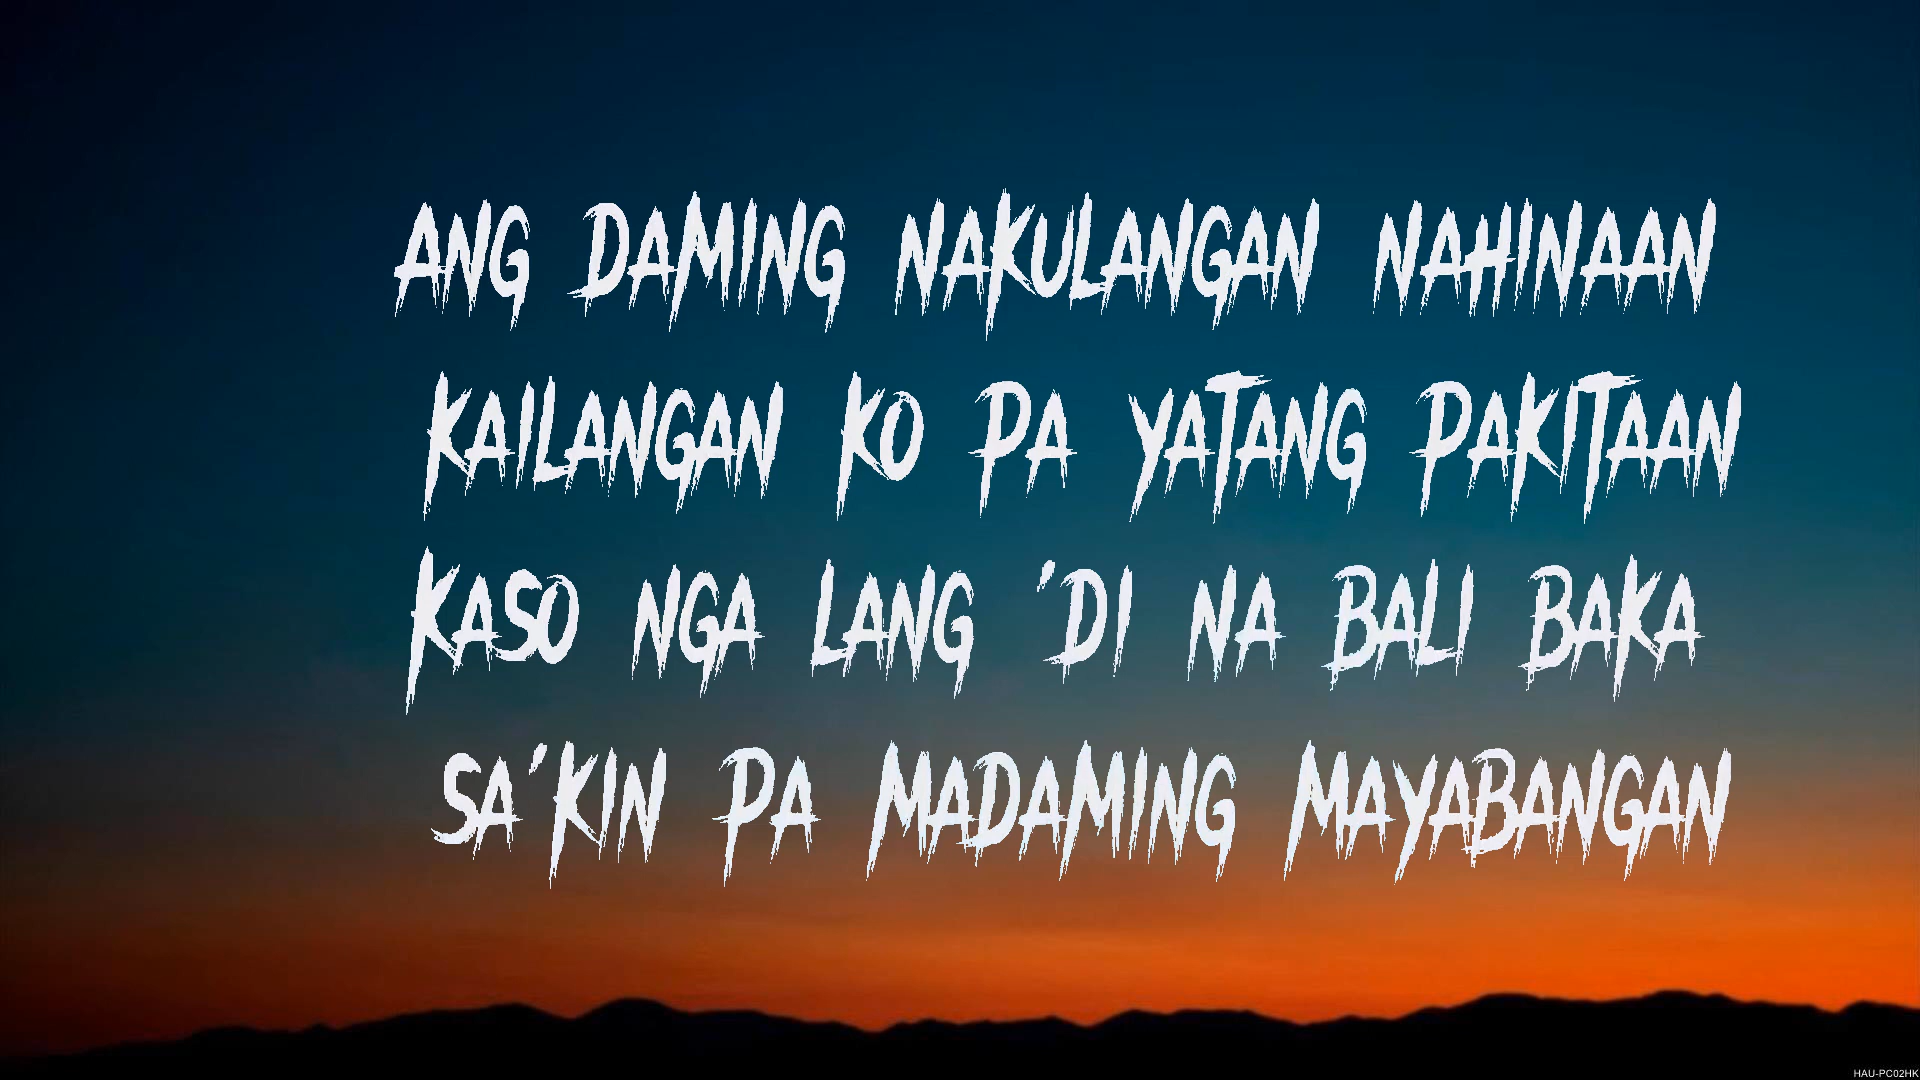 ANG DAMING NAKULANGAN NAHINAAN
KAILANGAN KO PA YATANG PAKITAAN
KASO NGA LANG 'DI NA BALI BAKA
SA'KIN PA MADAMING MAYABANGAN
HAU-PC02HK